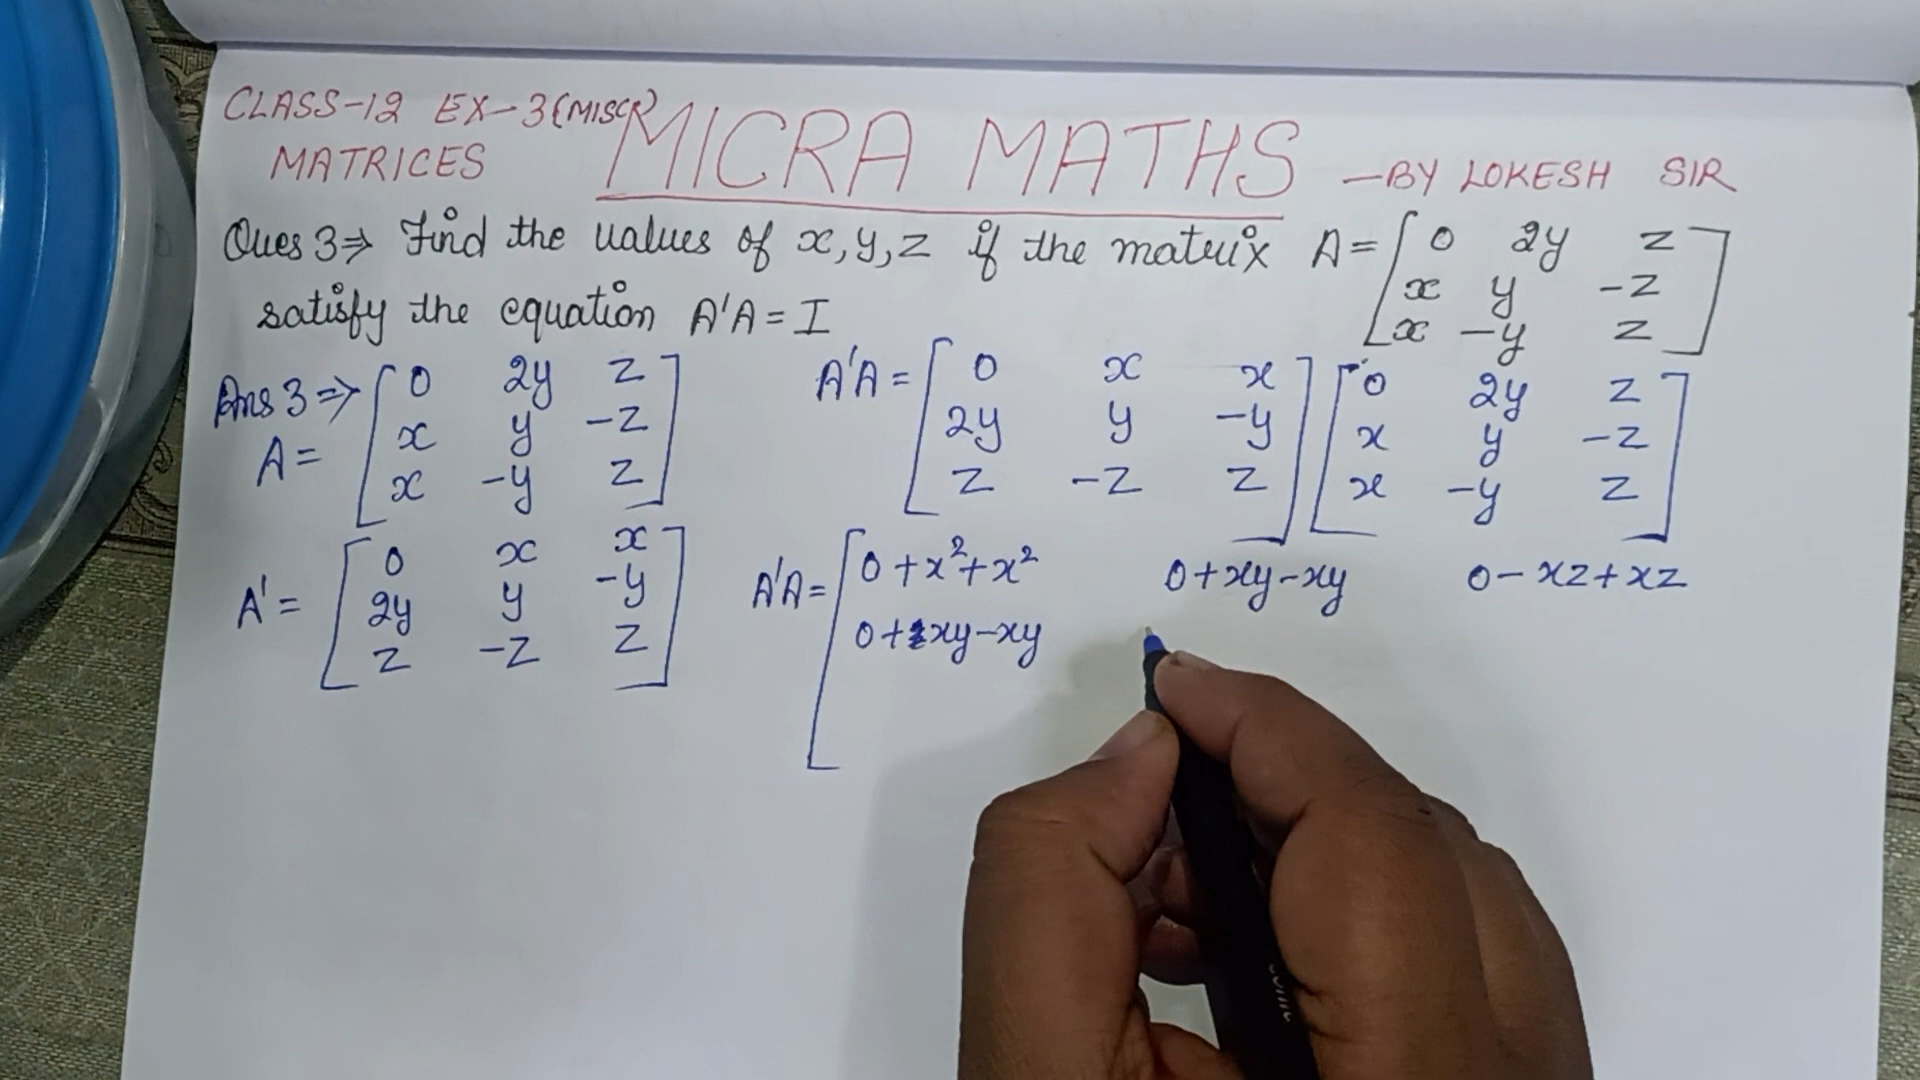 CLASS-12 EX-3(MISC)
MATRICES
MICRA MATHS
-BY LOKESH SIR
Ques 3⇒ Find the values of x, y, z if the matrix A = [0 2y z
x y -z
x -y z]
satisfy the equation A'A = I
Ans 3⇒
A = [0 2y z
x y -z
x -y z]
A' = [0 x x
2y y -y
z -z z]
A'A = [0 x x] [0 2y z
2y y -y] x y -z
z -z z] x -y z]
A'A = [0+x²+x² 0+xy-xy 0-xz+xz
0+xy-xy